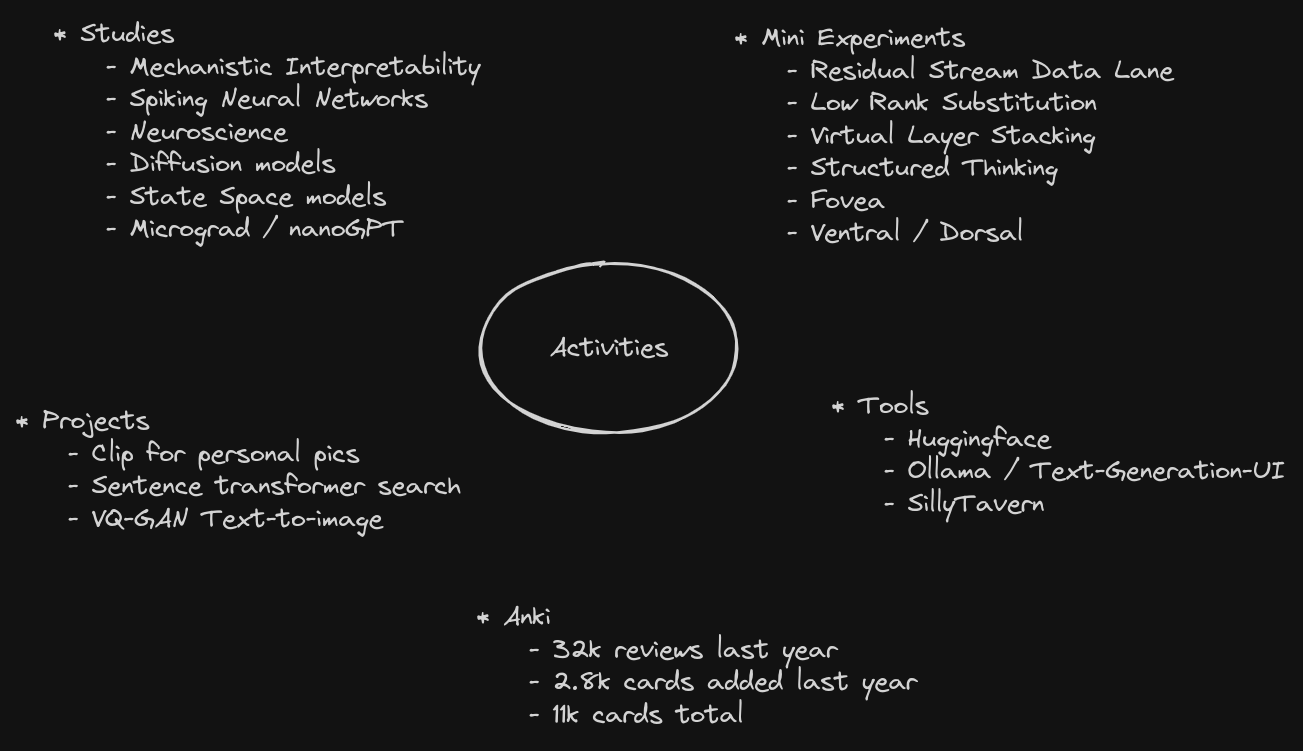 * Studies
- Mechanistic Interpretability
- Spiking Neural Networks
- Neuroscience
- Diffusion models
- State Space models
- Micrograd / nanoGPT
* Mini Experiments
- Residual Stream Data Lane
- Low Rank Substitution
- Virtual Layer Stacking
- Structured Thinking
- Fovea
- Ventral / Dorsal
Activities
* Projects
- Clip for personal pics
- Sentence transformer search
- VQ-GAN Text-to-image
* Tools
- Huggingface
- Ollama / Text-Generation-UI
- SillyTavern
* Anki
- 32k reviews last year
- 2.8k cards added last year
- 11k cards total